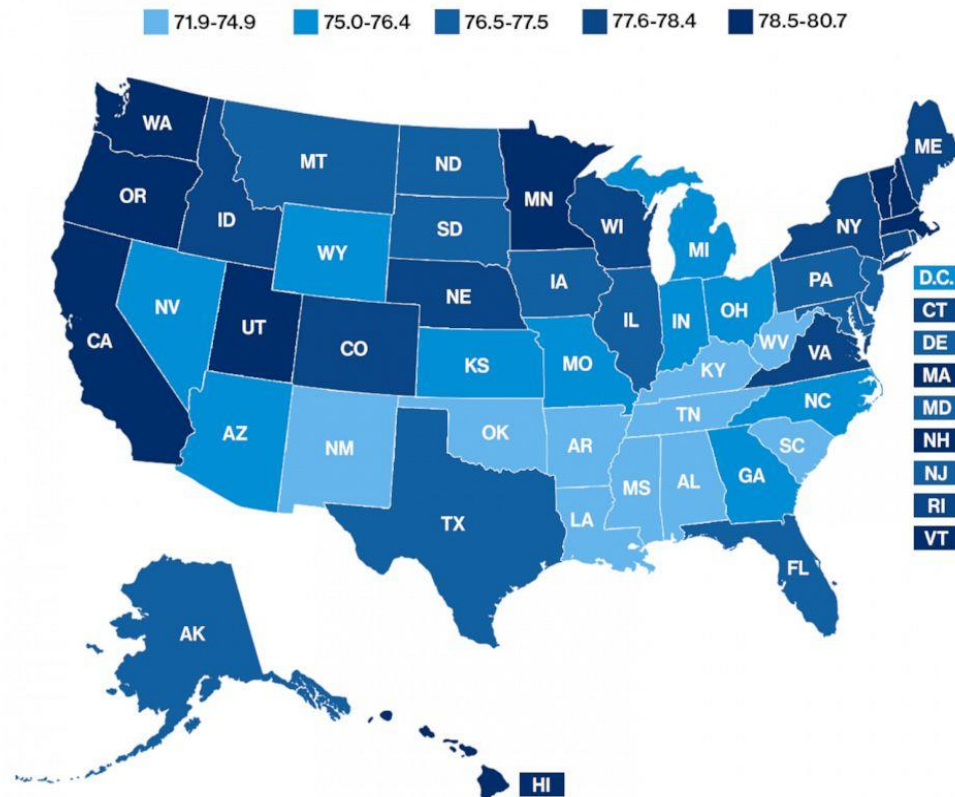 71.9-74.9 75.0-76.4 76.5-77.5 77.6-78.4 78.5-80.7
WA
ME
MT
ND
OR
MN
ID
WI
NY
SD
WY
MI
PA
IA
NE
NV
OH
IL
IN
UT
CA
CO
WV
VA
KS
MO
KY
NC
TN
AZ
OK
NM
AR
SC
MS
AL
GA
LA
TX
FL
AK
HI
D.C.
CT
DE
MA
MD
NH
NJ
RI
VT